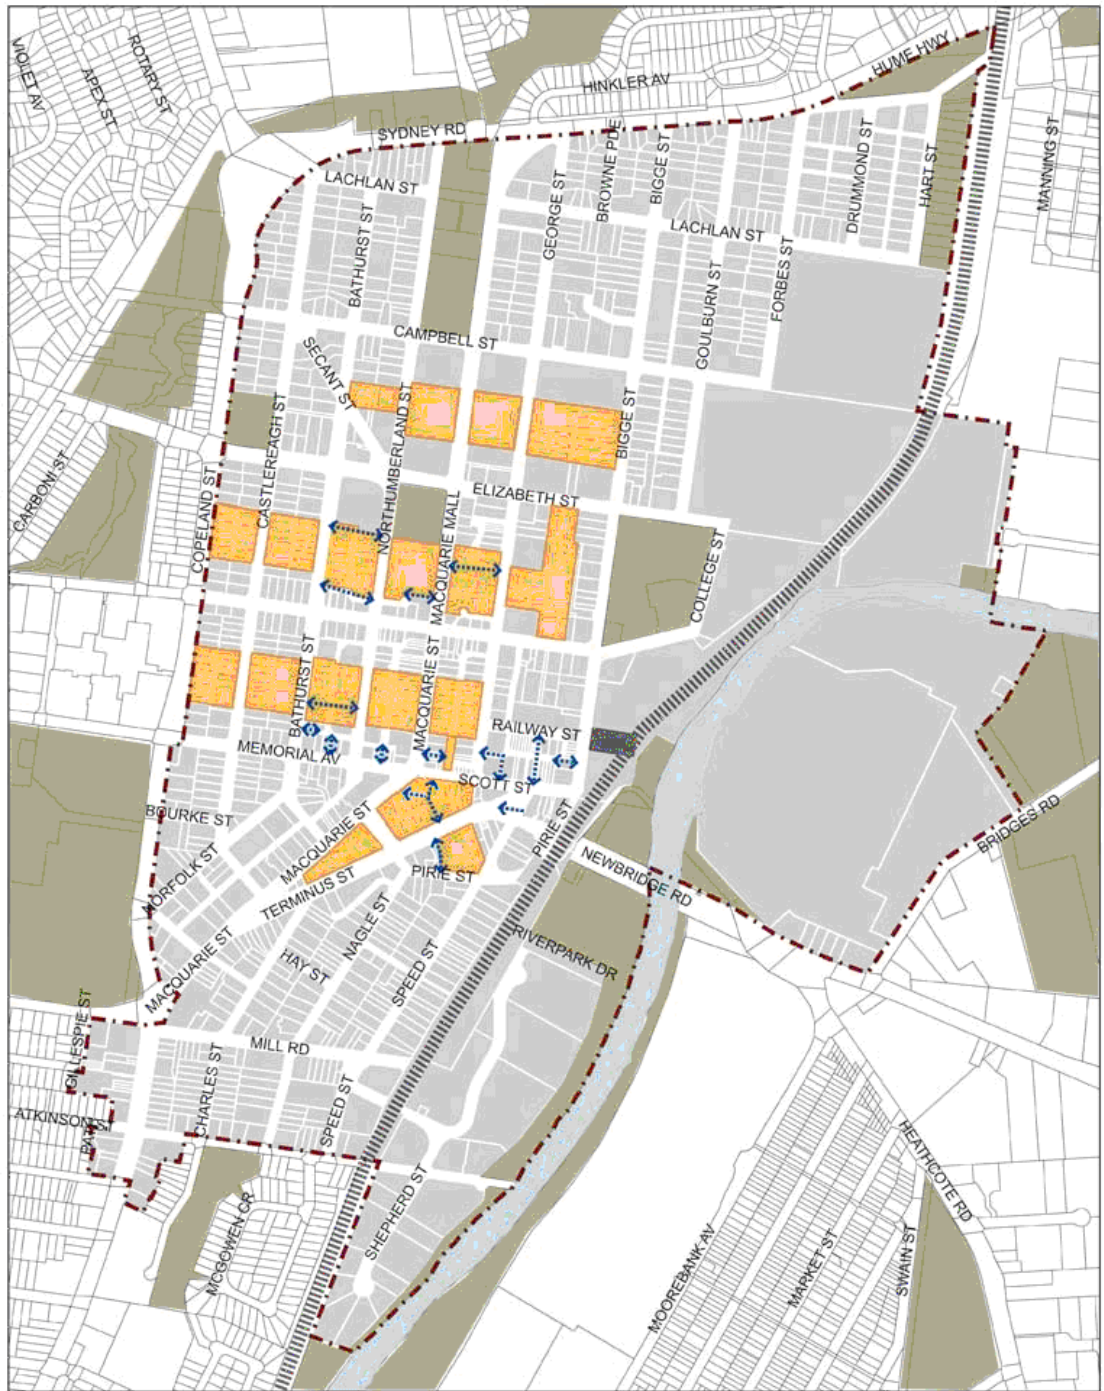 VIOLET AV
APEX ST
ROTARY ST
HINKLER AV
HUME HWY
SYDNEY RD
LACHLAN ST
BATHURST ST
GEORGE ST
BROWNE PDE
BIGGE ST
LACHLAN ST
DRUMMOND ST
HART ST
MANNING ST
CAMPBELL ST
SECANT ST
GOULBURN ST
FORBES ST
CARBONI ST
COPELAND ST
CASTLEREAGH ST
NORTHUMBERLAND ST
BIGGE ST
ELIZABETH ST
MACQUARIE MALL
COLLEGE ST
BATHURST ST
MACQUARIE ST
RAILWAY ST
MEMORIAL AV
SCOTT ST
BOURKE ST
MACQUARIE ST
PIRIE ST
BRIDGES RD
NORFOLK ST
TERMINUS ST
PIRIE ST
NEWBRIDGE RD
MACQUARIE ST
HAY ST
NAGLE ST
SPEED ST
RIVERPARK DR
GILLESPIE ST
MILL RD
CHARLES ST
SPEED ST
ATKINSON S
SHEPHERD ST
MCGOWEN CR
HEATHCOTE RD
MOOREBANK AV
MARKET ST
SWAIN ST